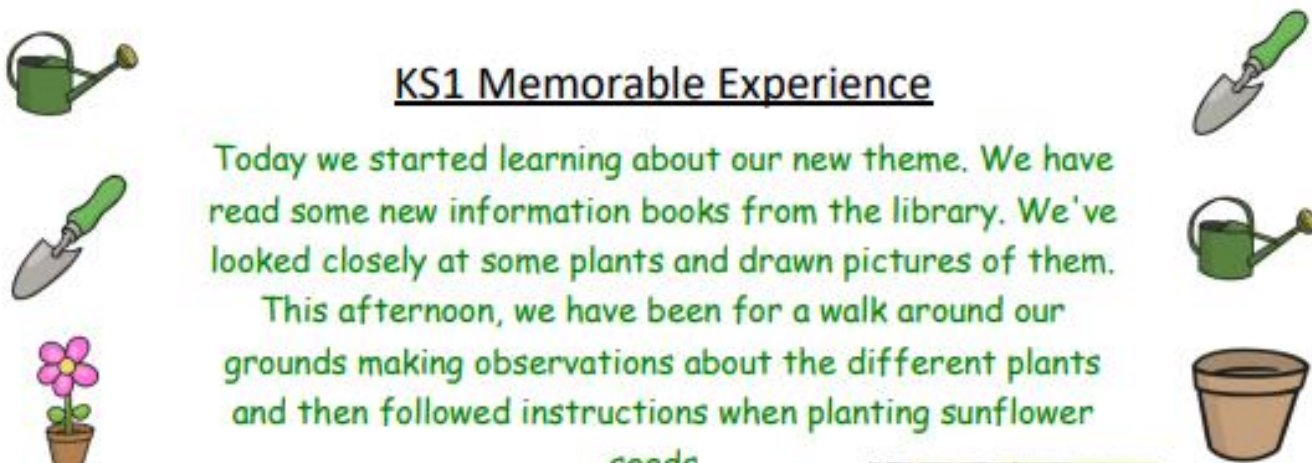 KS1 Memorable Experience
Today we started learning about our new theme. We have
read some new information books from the library. We've
looked closely at some plants and drawn pictures of them.
This afternoon, we have been for a walk around our
grounds making observations about the different plants
and then followed instructions when planting sunflower
seeds